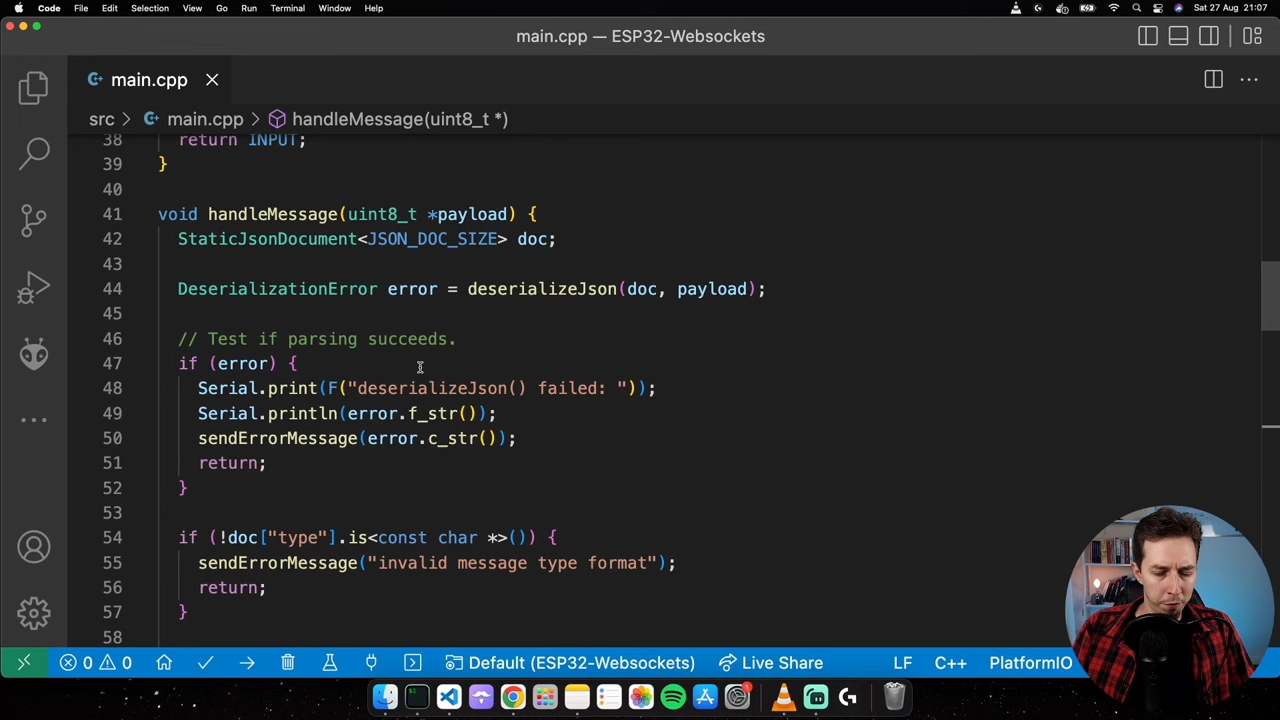 Code File Edit Selection View Go Run Terminal Window Help Sat 27 Aug 21:07
main.cpp — ESP32-Websockets
main.cpp
src > main.cpp > handleMessage(uint8_t *)
38 return INPUT;
39 }
40
41 void handleMessage(uint8_t *payload) {
42 StaticJsonDocument<JSON_DOC_SIZE> doc;
43
44 DeserializationError error = deserializeJson(doc, payload);
45
46 // Test if parsing succeeds.
47 if (error) {
48 Serial.print(F("deserializeJson() failed: "));
49 Serial.println(error.f_str());
50 sendErrorMessage(error.c_str());
51 return;
52 }
53
54 if (!doc["type"].is<const char *>()) {
55 sendErrorMessage("invalid message type format");
56 return;
57 }
58
0 0 Default (ESP32-Websockets) Live Share LF C++ PlatformIO